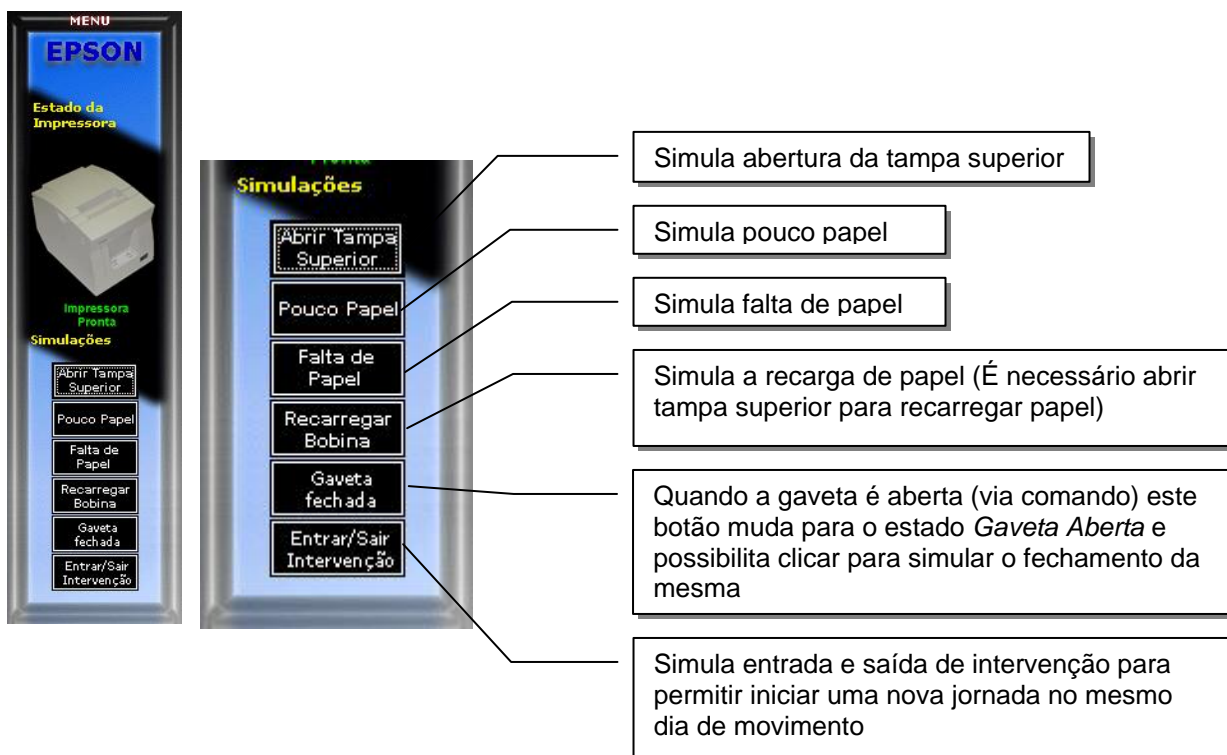 MENU
EPSON
Estado da
Impressora
Impressora
Pronta
Simulações
Abrir Tampa
Superior
Pouco Papel
Falta de
Papel
Recarregar
Bobina
Gaveta
fechada
Entrar/Sair
Intervenção
Pronta
Simulações
Abrir Tampa
Superior
Pouco Papel
Falta de
Papel
Recarregar
Bobina
Gaveta
fechada
Entrar/Sair
Intervenção
Simula abertura da tampa superior
Simula pouco papel
Simula falta de papel
Simula a recarga de papel (É necessário abrir
tampa superior para recarregar papel)
Quando a gaveta é aberta (via comando) este
botão muda para o estado Gaveta Aberta e
possibilita clicar para simular o fechamento da
mesma
Simula entrada e saída de intervenção para
permitir iniciar uma nova jornada no mesmo
dia de movimento